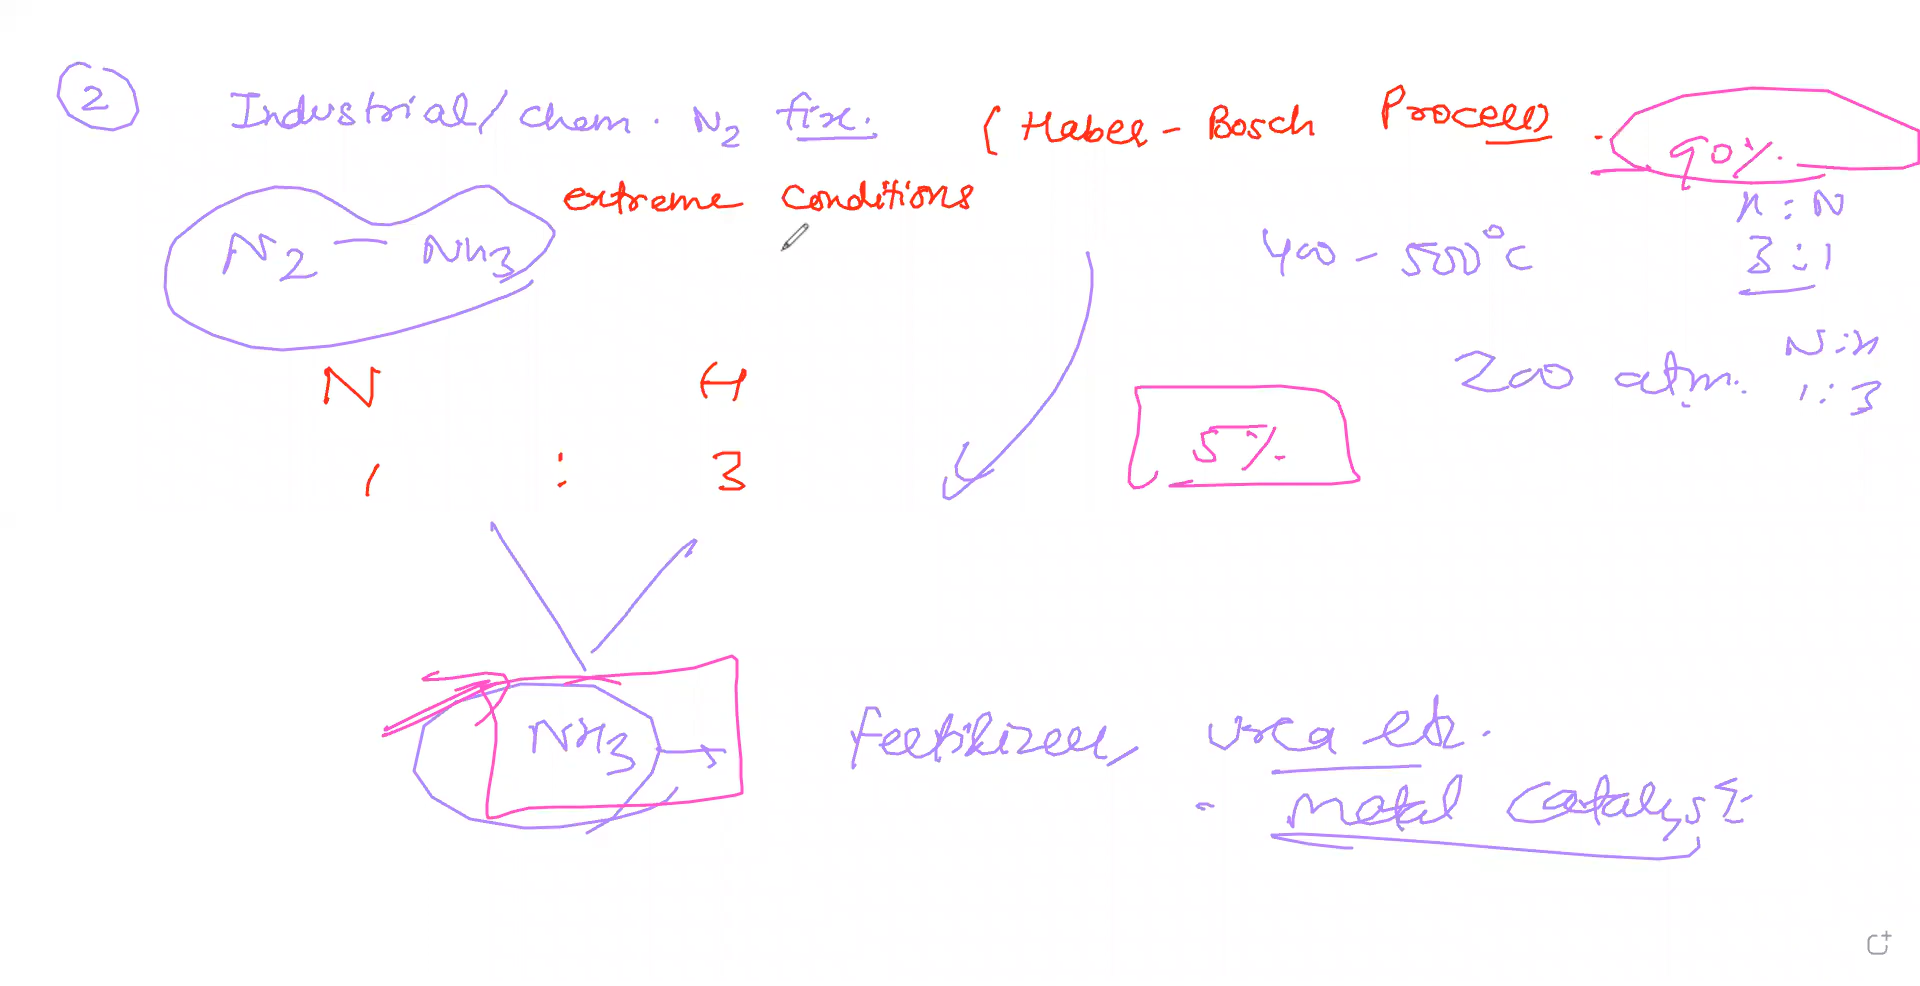 2 Industrial/chem. N2 fix. (Haber-Bosch Process). 90%.
N2 — NH3 extreme conditions 400-500°C H:N
3:1
N H 200 atm. N:H
1:3
1 : 3 5%
NH3 → Fertilizer, urea etc.
- metal catalyst